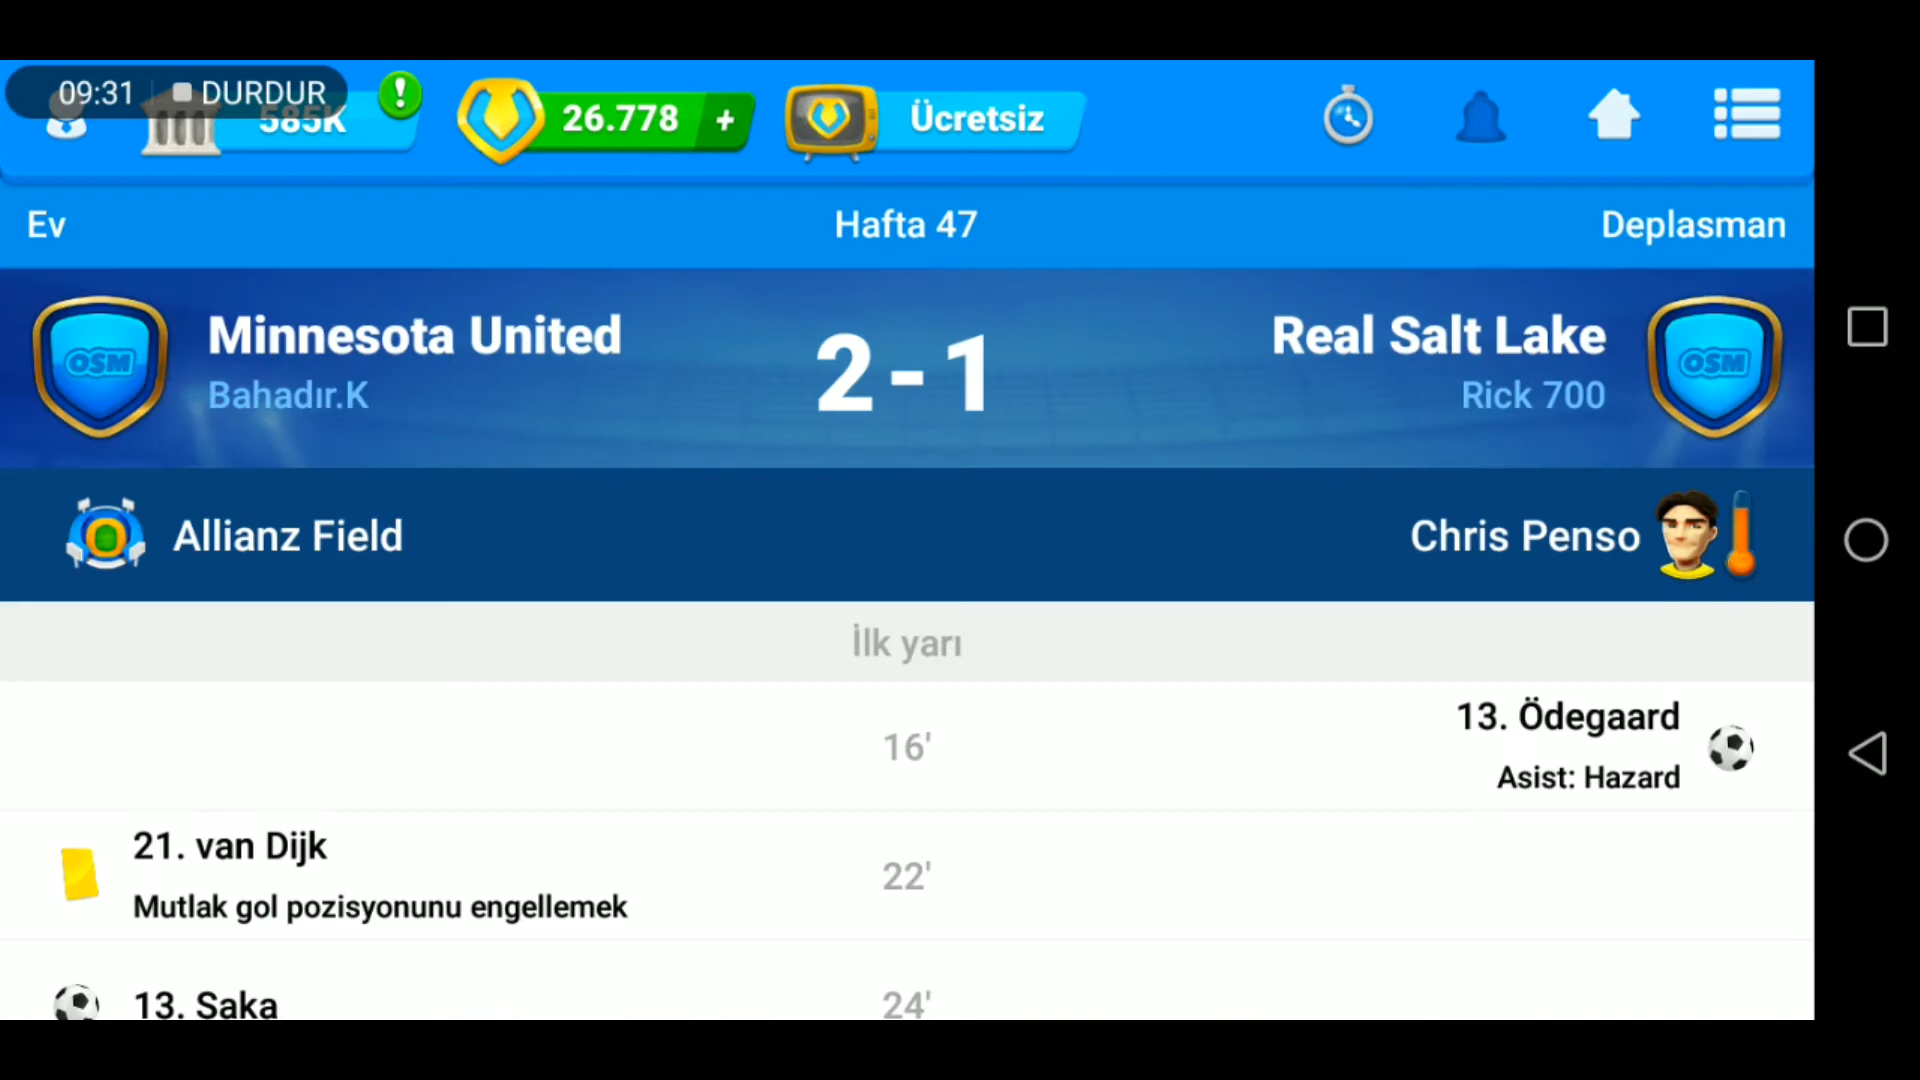 09:31 DURDUR
585K
26.778 +
Ücretsiz
Ev
Hafta 47
Deplasman
OSM
Minnesota United
Bahadır.K
2 - 1
Real Salt Lake
Rick 700
OSM
Allianz Field
Chris Penso
İlk yarı
16'
13. Ödegaard
Asist: Hazard
21. van Dijk
Mutlak gol pozisyonunu engellemek
22'
13. Saka
24'